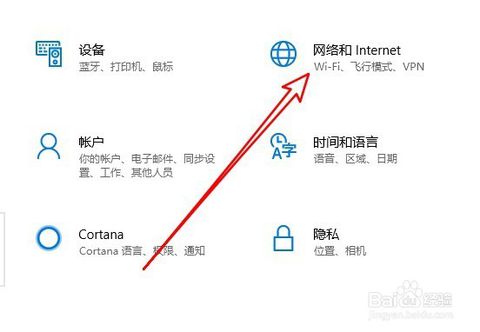 设备
蓝牙、打印机、鼠标
网络和 Internet
Wi-Fi、飞行模式、VPN
帐户
你的帐户、电子邮件、同步设
置、工作、其他人员
A字
时间和语言
语音、区域、日期
Cortana
Cortana 语言、权限、通知
隐私
位置、相机
Baidu 经验
jingyan.baidu.com